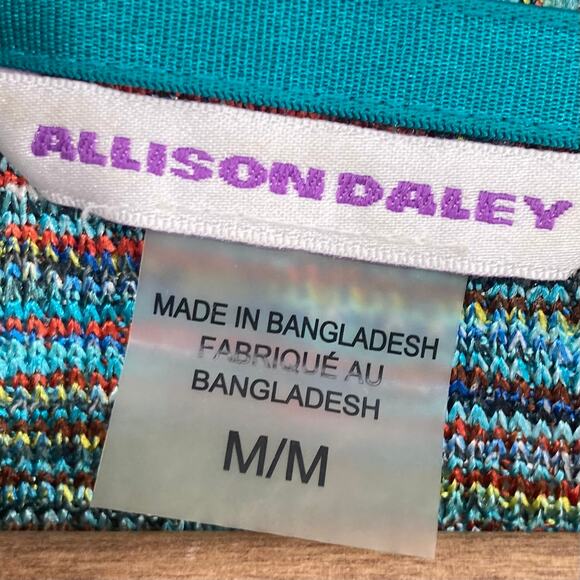 ALLISON DALEY
MADE IN BANGLADESH
FABRIQUÉ AU
BANGLADESH
M/M